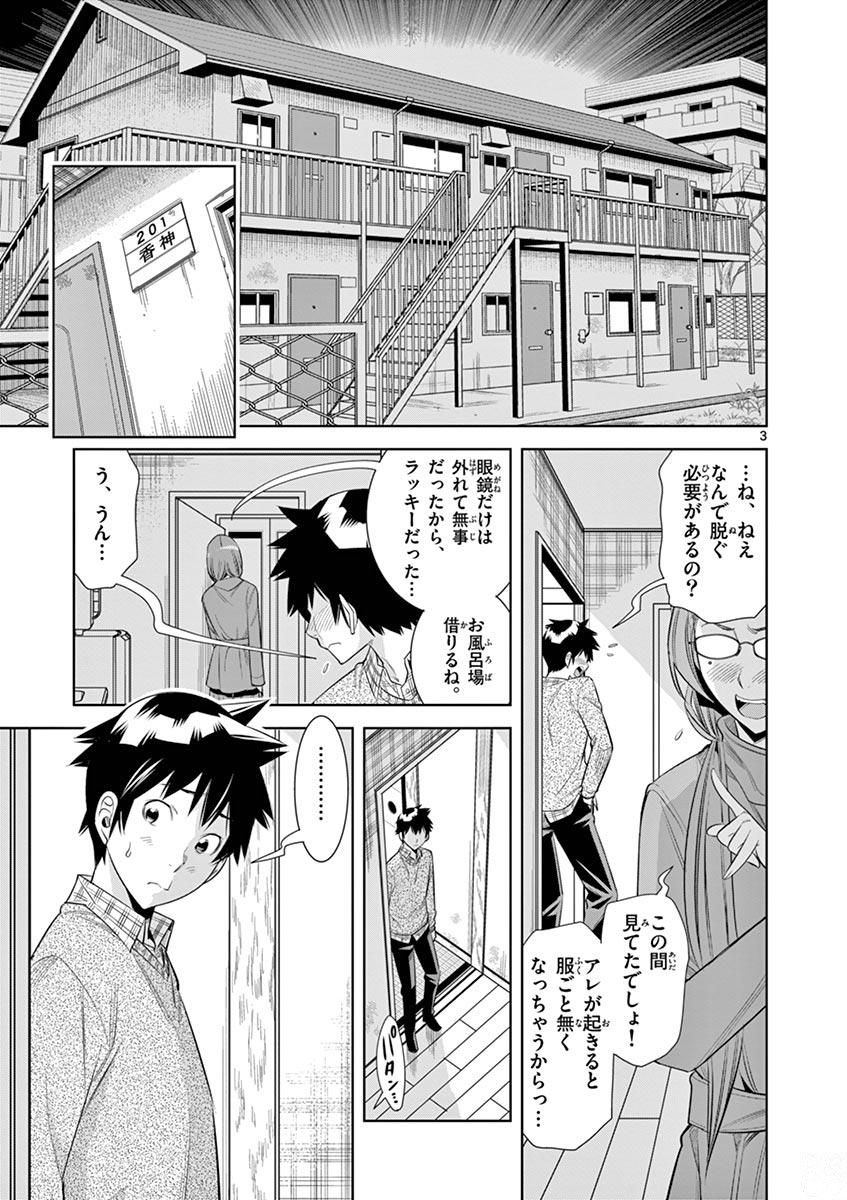 201
香神
3
…ね、ねえ
なんで脱ぐ
必要があるの?
この間
見てたでしょ!
アレが起きると
服ごと無く
なっちゃうからっ…
眼鏡だけは
外れて無事
だったから、
ラッキーだった…
お風呂場
借りるね。
う、うん…
パタン…
………